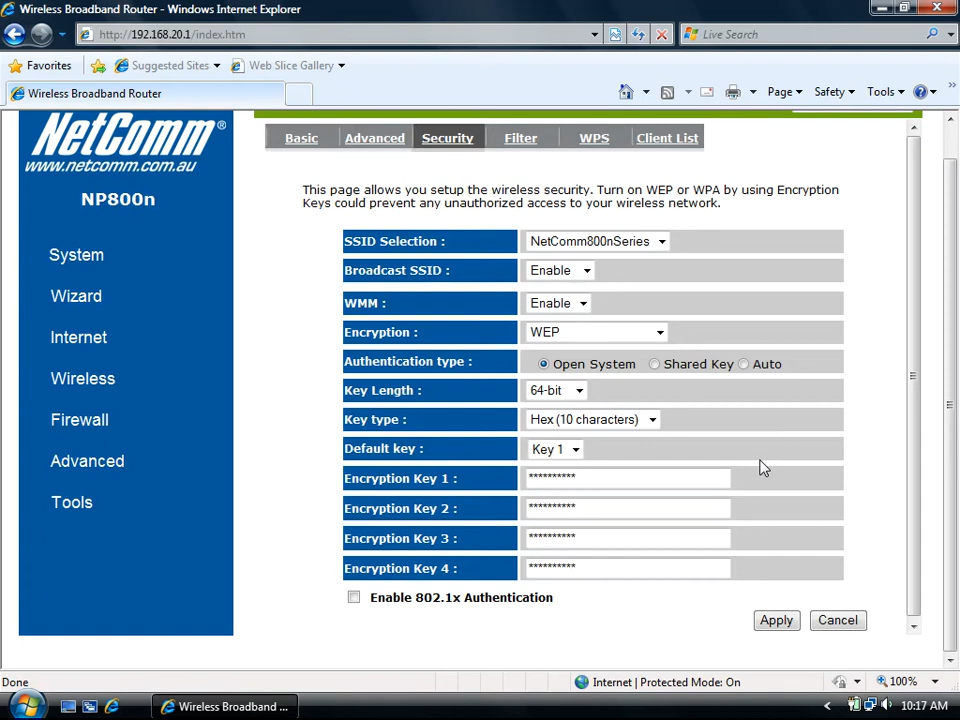 Wireless Broadband Router - Windows Internet Explorer
http://192.168.20.1/index.htm
Live Search
Favorites
Suggested Sites
Web Slice Gallery
Wireless Broadband Router
Page
Safety
Tools
»
NetComm®
www.netcomm.com.au
NP800n
System
Wizard
Internet
Wireless
Firewall
Advanced
Tools
Basic
Advanced
Security
Filter
WPS
Client List
This page allows you setup the wireless security. Turn on WEP or WPA by using Encryption
Keys could prevent any unauthorized access to your wireless network.
SSID Selection : NetComm800nSeries
Broadcast SSID : Enable
WMM : Enable
Encryption : WEP
Authentication type : Open System Shared Key Auto
Key Length : 64-bit
Key type : Hex (10 characters)
Default key : Key 1
Encryption Key 1 : **********
Encryption Key 2 : **********
Encryption Key 3 : **********
Encryption Key 4 : **********
Enable 802.1x Authentication
Apply Cancel
Done
Internet | Protected Mode: On
100%
Wireless Broadband ...
10:17 AM